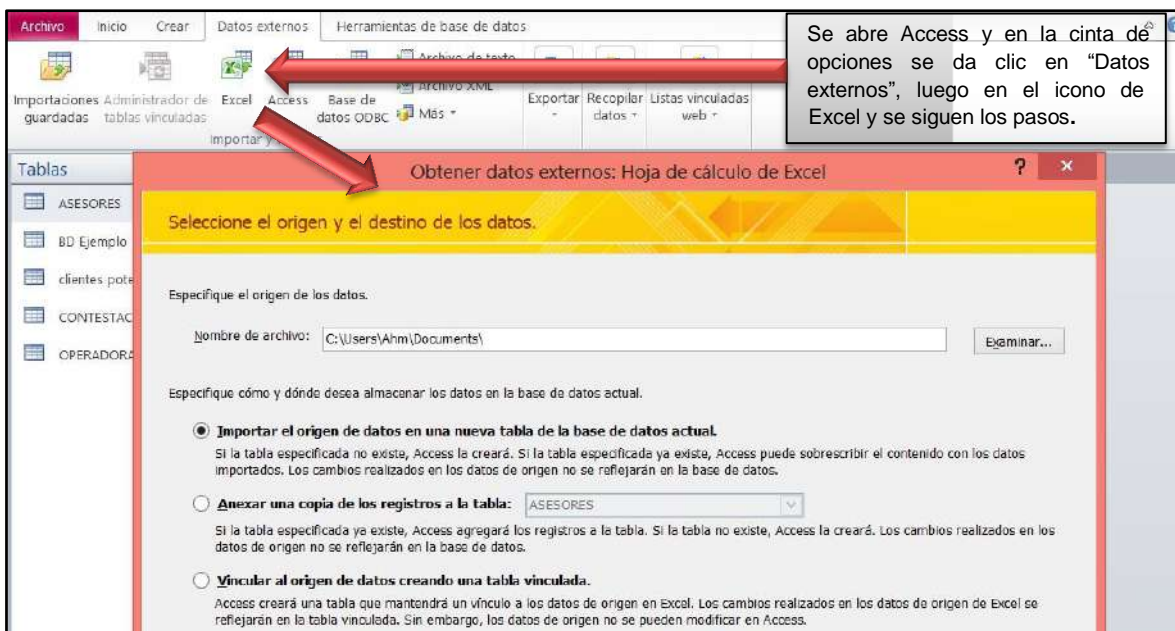 Archivo Inicio Crear Datos externos Herramientas de base de datos
Se abre Access y en la cinta de
opciones se da clic en “Datos
externos”, luego en el icono de
Excel y se siguen los pasos.
Archivo de texto
Archivo XML
Importaciones Administrador de Excel Access Base de Más Exportar Recopilar Listas vinculadas
guardadas tablas vinculadas datos ODBC datos web
Importar y
Tablas
Obtener datos externos: Hoja de cálculo de Excel ? ×
ASESORES
BD Ejemplo
clientes pote
CONTESTAC
OPERADORA
Seleccione el origen y el destino de los datos.
Especifique el origen de los datos.
Nombre de archivo: C:\Users\Ahm\Documents\ Examinar...
Especifique cómo y dónde desea almacenar los datos en la base de datos actual.
Importar el origen de datos en una nueva tabla de la base de datos actual.
Si la tabla especificada no existe, Access la creará. Si la tabla especificada ya existe, Access puede sobrescribir el contenido con los datos
importados. Los cambios realizados en los datos de origen no se reflejarán en la base de datos.
Anexar una copia de los registros a la tabla: ASESORES
Si la tabla especificada ya existe, Access agregará los registros a la tabla. Si la tabla no existe, Access la creará. Los cambios realizados en los
datos de origen no se reflejarán en la base de datos.
Vincular al origen de datos creando una tabla vinculada.
Access creará una tabla que mantendrá un vínculo a los datos de origen en Excel. Los cambios realizados en los datos de origen de Excel se
reflejarán en la tabla vinculada. Sin embargo, los datos de origen no se pueden modificar en Access.